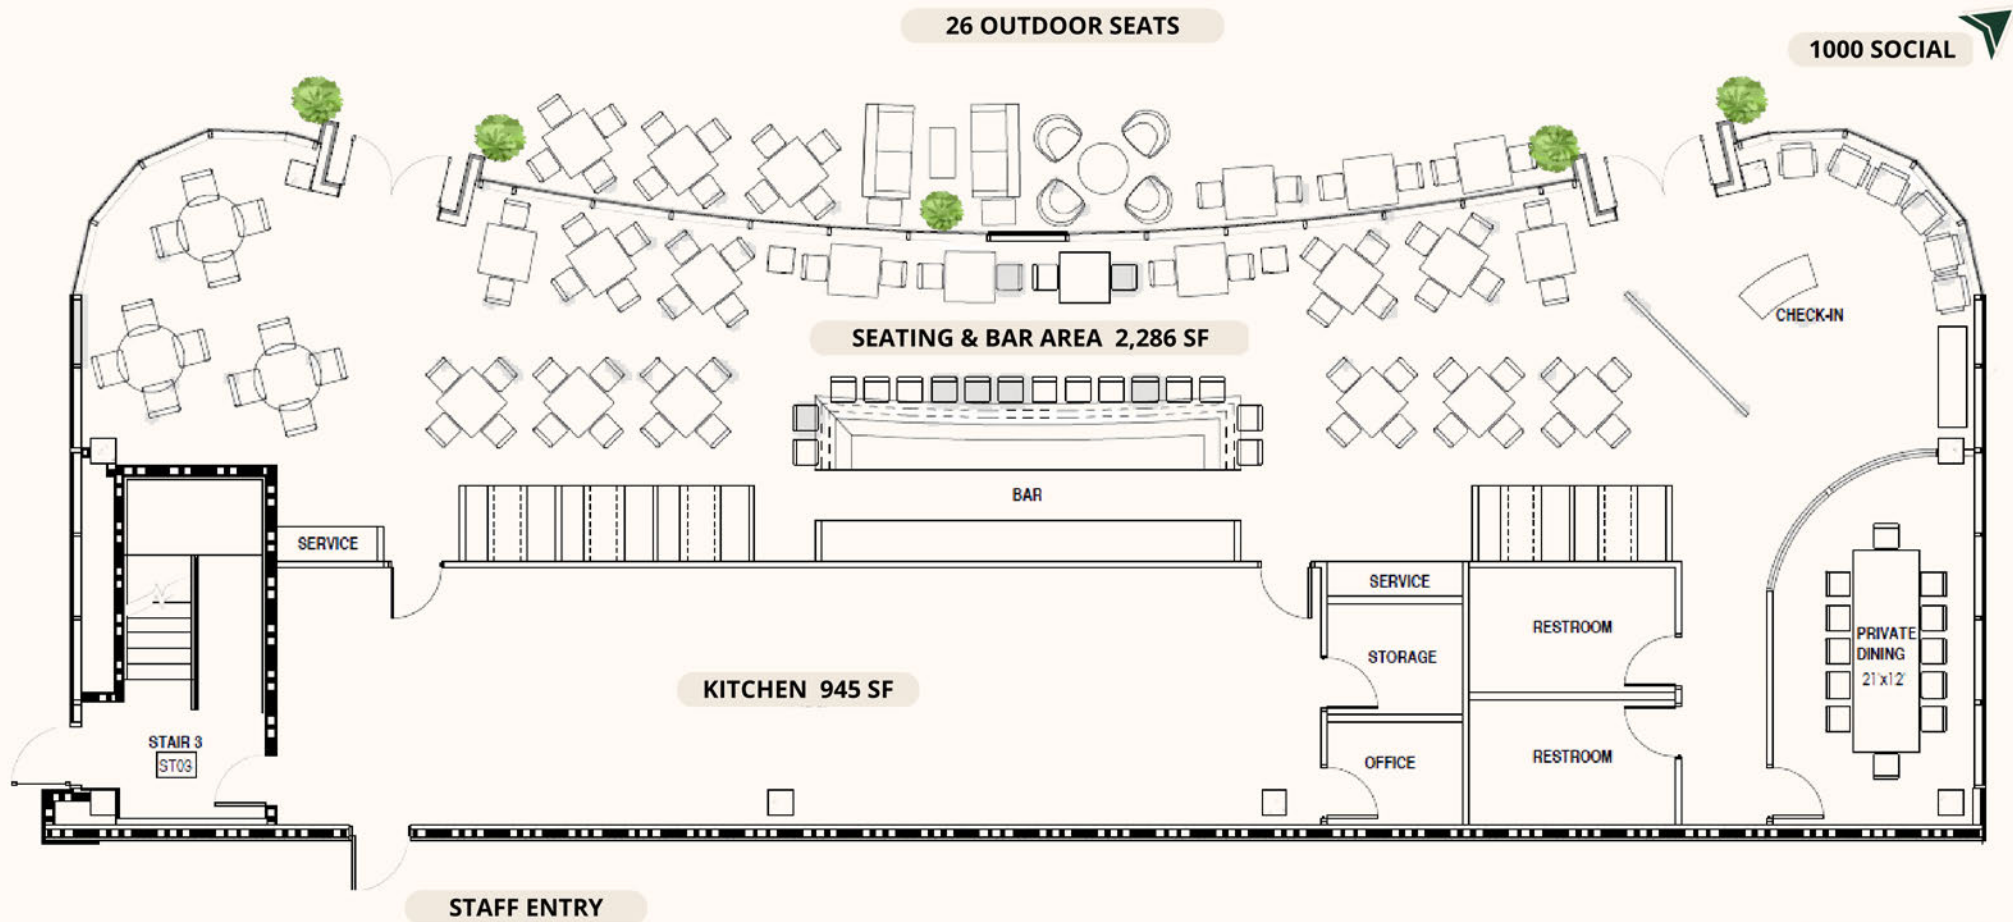 26 OUTDOOR SEATS
1000 SOCIAL
CHECK-IN
SEATING & BAR AREA  2,286 SF
BAR
SERVICE
SERVICE
RESTROOM
PRIVATE
DINING
21'x12'
STORAGE
KITCHEN  945 SF
STAIR 3
ST03
OFFICE
RESTROOM
STAFF ENTRY